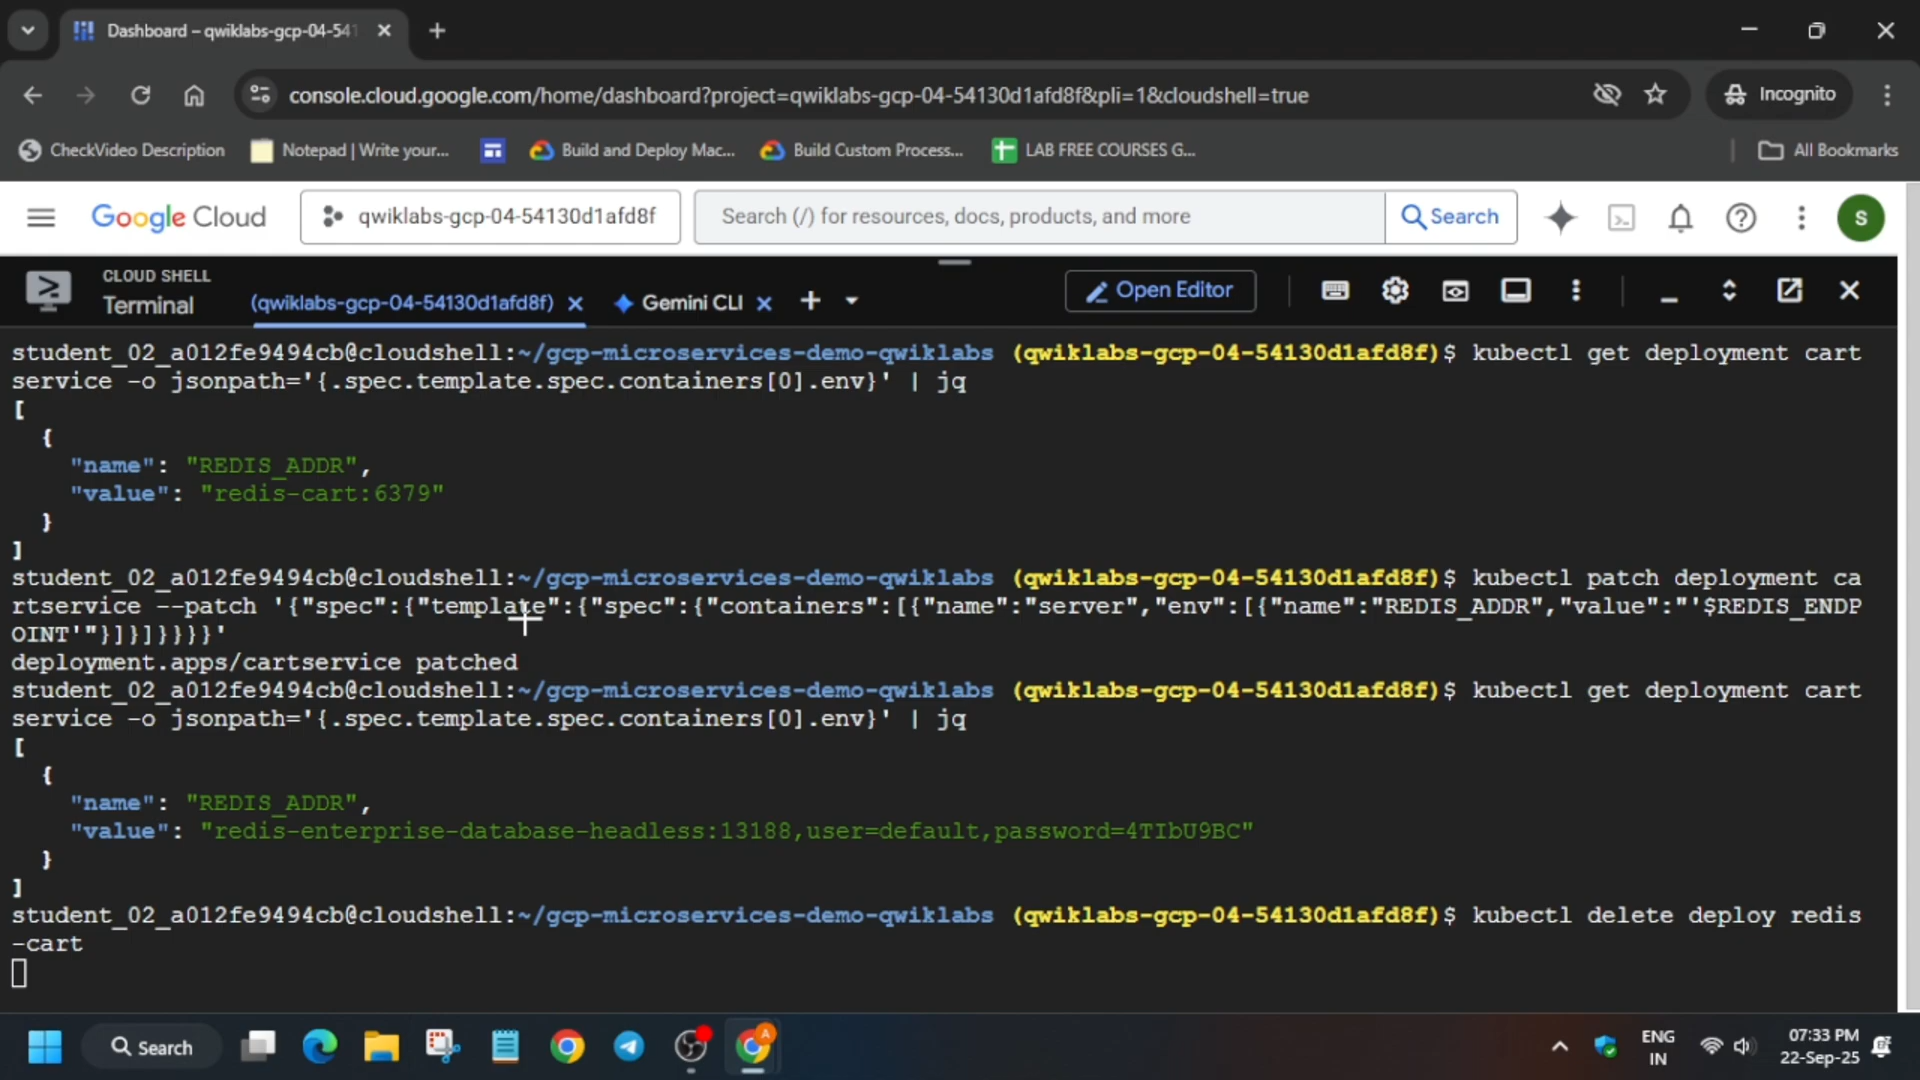 Dashboard – qwiklabs-gcp-04-541
console.cloud.google.com/home/dashboard?project=qwiklabs-gcp-04-54130d1afd8f&pli=1&cloudshell=true
Incognito
CheckVideo Description
Notepad | Write your...
Build and Deploy Mac...
Build Custom Process...
LAB FREE COURSES G...
All Bookmarks
Google Cloud
qwiklabs-gcp-04-54130d1afd8f
Search (/) for resources, docs, products, and more
Search
S
CLOUD SHELL
Terminal
(qwiklabs-gcp-04-54130d1afd8f)
Gemini CLI
Open Editor
student_02_a012fe9494cb@cloudshell:~/gcp-microservices-demo-qwiklabs (qwiklabs-gcp-04-54130d1afd8f)$ kubectl get deployment cart
service -o jsonpath='{.spec.template.spec.containers[0].env}' | jq
[
{
"name": "REDIS_ADDR",
"value": "redis-cart:6379"
}
]
student_02_a012fe9494cb@cloudshell:~/gcp-microservices-demo-qwiklabs (qwiklabs-gcp-04-54130d1afd8f)$ kubectl patch deployment ca
rtservice --patch '{"spec":{"template":{"spec":{"containers":[{"name":"server","env":[{"name":"REDIS_ADDR","value":"'$REDIS_ENDP
OINT'"}]}]}}}}'
deployment.apps/cartservice patched
student_02_a012fe9494cb@cloudshell:~/gcp-microservices-demo-qwiklabs (qwiklabs-gcp-04-54130d1afd8f)$ kubectl get deployment cart
service -o jsonpath='{.spec.template.spec.containers[0].env}' | jq
[
{
"name": "REDIS_ADDR",
"value": "redis-enterprise-database-headless:13188,user=default,password=4TIbU9BC"
}
]
student_02_a012fe9494cb@cloudshell:~/gcp-microservices-demo-qwiklabs (qwiklabs-gcp-04-54130d1afd8f)$ kubectl delete deploy redis
-cart
Search
ENG
IN
07:33 PM
22-Sep-25